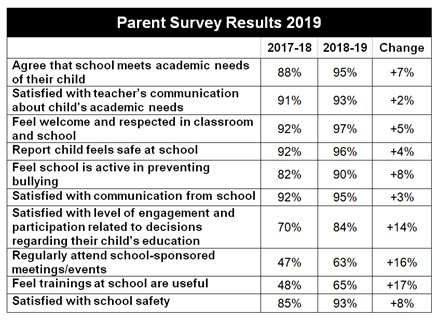 Parent Survey Results 2019
2017-18 2018-19 Change
Agree that school meets academic needs
of their child 88% 95% +7%
Satisfied with teacher's communication
about child's academic needs 91% 93% +2%
Feel welcome and respected in classroom
and school 92% 97% +5%
Report child feels safe at school 92% 96% +4%
Feel school is active in preventing
bullying 82% 90% +8%
Satisfied with communication from school 92% 95% +3%
Satisfied with level of engagement and
participation related to decisions
regarding their child's education 70% 84% +14%
Regularly attend school-sponsored
meetings/events 47% 63% +16%
Feel trainings at school are useful 48% 65% +17%
Satisfied with school safety 85% 93% +8%